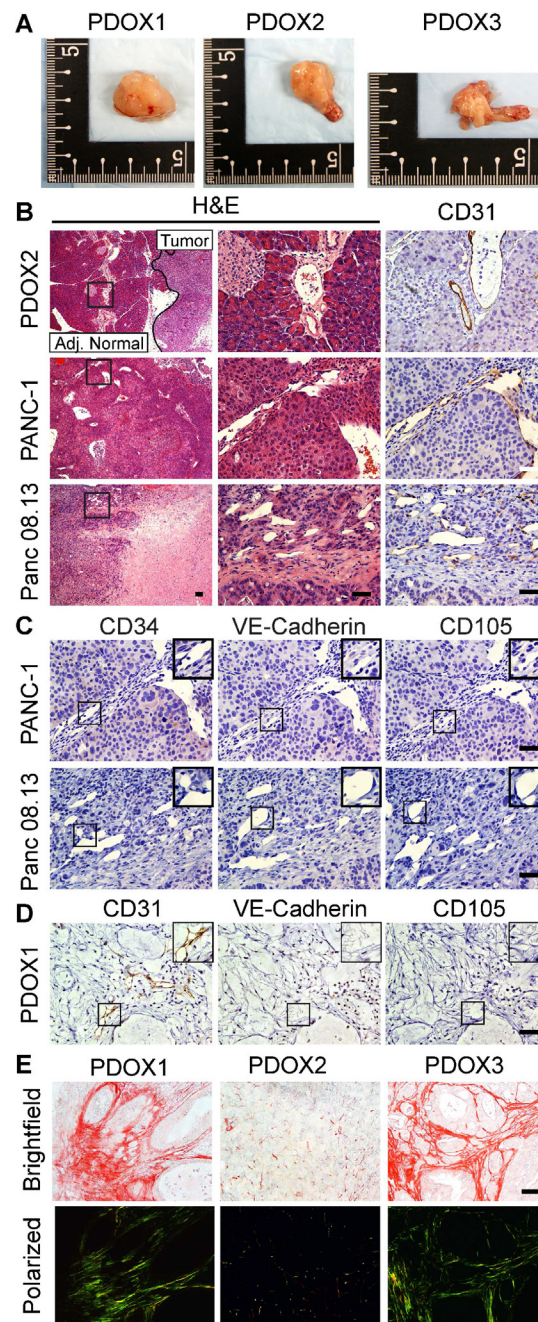 A PDOX1 PDOX2 PDOX3
5 5
5 5 5
B H&E CD31
PDOX2
Tumor
Adj. Normal
PANC-1
Panc 08.13
C CD34 VE-Cadherin CD105
PANC-1
Panc 08.13
D CD31 VE-Cadherin CD105
PDOX1
E PDOX1 PDOX2 PDOX3
Brightfield
Polarized